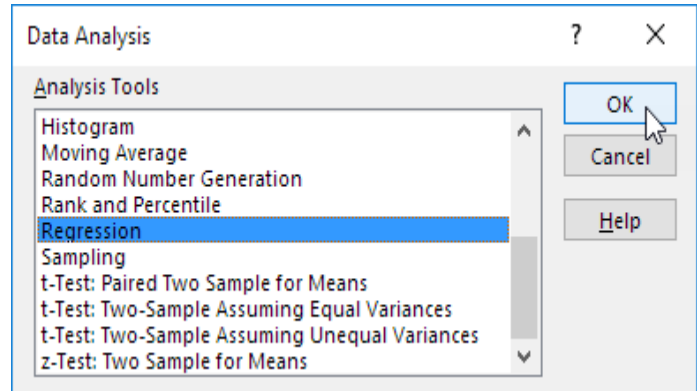 Data Analysis
?
Analysis Tools
Histogram
Moving Average
Random Number Generation
Rank and Percentile
Regression
Sampling
t-Test: Paired Two Sample for Means
t-Test: Two-Sample Assuming Equal Variances
t-Test: Two-Sample Assuming Unequal Variances
z-Test: Two Sample for Means
OK
Cancel
Help